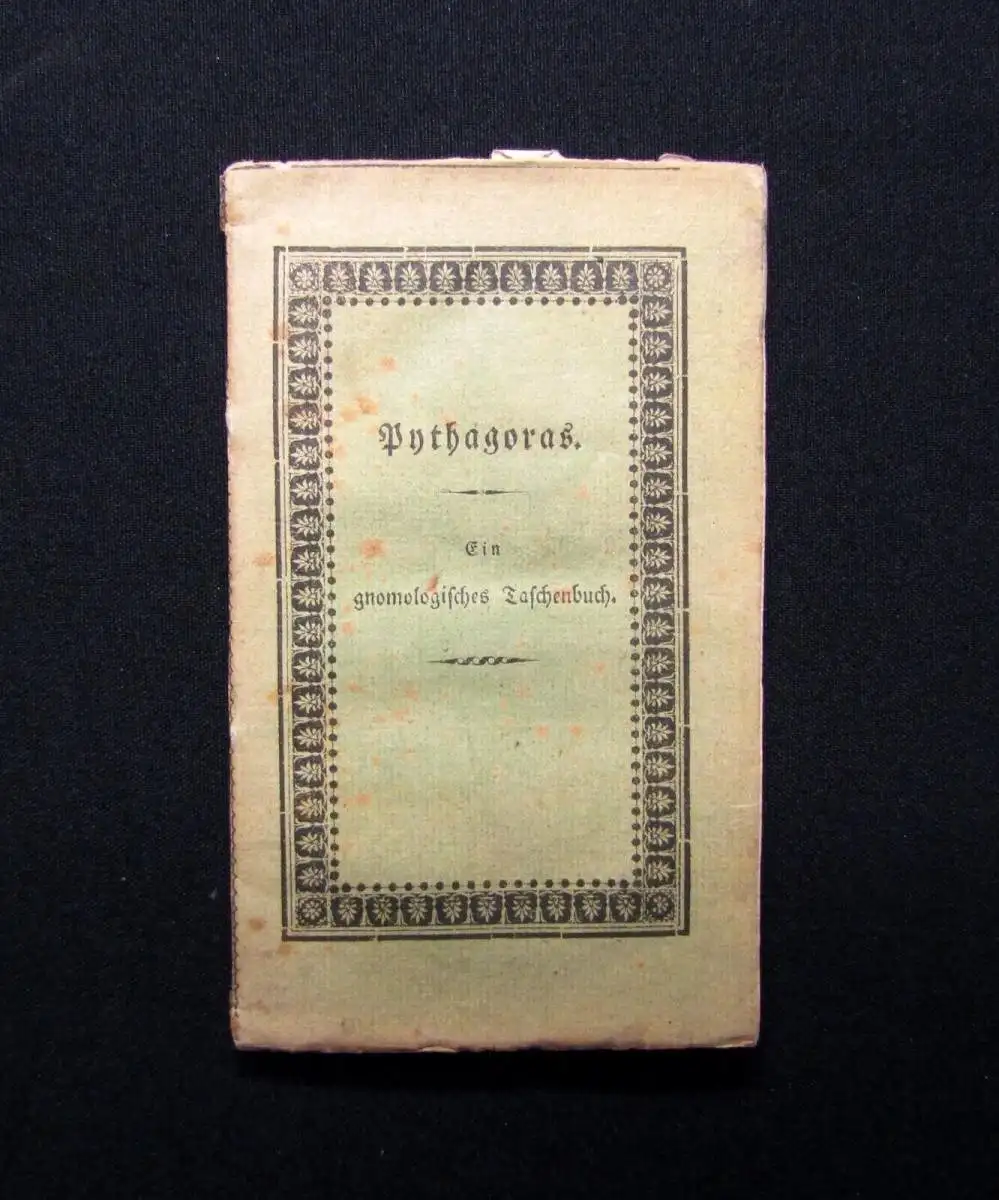 Pythagoras.
Ein
gnomologiſches Taſchenbuch.